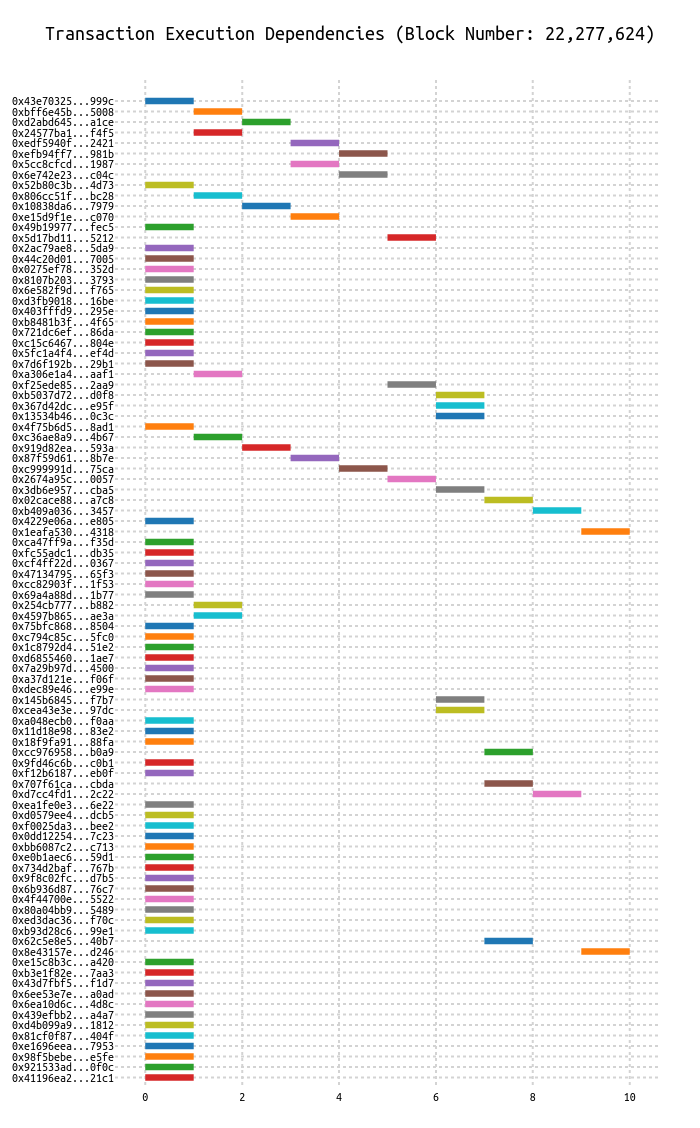 Transaction Execution Dependencies (Block Number: 22,277,624)
0x43e70325...999c
0xbff6e45b...5008
0xd2abd645...a1ce
0x24577ba1...f4f5
0xedf5940f...2421
0xefb94ff7...981b
0x5cc8cfcd...1987
0x6e742e23...c04c
0x52b80c3b...4d73
0x806cc51f...bc28
0x10838da6...7979
0xe15d9f1e...c070
0x49b19977...fec5
0x5d17bd11...5212
0x2ac79ae8...5da9
0x44c20d01...7005
0x0275ef78...352d
0x8107b203...3793
0x6e582f9d...f765
0xd3fb9018...16be
0x403fffd9...295e
0xb8481b3f...4f65
0x721dc6ef...86da
0xc15c6467...804e
0x5fc1a4f4...ef4d
0x7d6f192b...29b1
0xa306e1a4...aaf1
0xf25ede85...2aa9
0xb5037d72...d0f8
0x367d42dc...e95f
0x13534b46...0c3c
0x4f75b6d5...8ad1
0xc36ae8a9...4b67
0x919d82ea...593a
0x87f59d61...8b7e
0xc999991d...75ca
0x2674a95c...0057
0x3db6e957...cba5
0x02cace88...a7c8
0xb409a036...3457
0x4229e06a...e805
0x1eafa530...4318
0xca47ff9a...f35d
0xfc55adc1...db35
0xcf4ff22d...0367
0x47134795...65f3
0xcc82903f...1f53
0x69a4a88d...1b77
0x254cb777...b882
0x4597b865...ae3a
0x75bfc868...8504
0xc794c85c...5fc0
0x1c8792d4...51e2
0xd6855460...1ae7
0x7a29b97d...4500
0xa37d121e...f06f
0xdec89e46...e99e
0x145b6845...f7b7
0xcea43e3e...97dc
0xa048ecb0...f0aa
0x11d18e98...83e2
0x18f9fa91...88fa
0xcc976958...b0a9
0x9fd46c6b...c0b1
0xf12b6187...eb0f
0x707f61ca...cbda
0xd7cc4fd1...2c22
0xea1fe0e3...6e22
0xd0579ee4...dcb5
0xf0025da3...bee2
0x0dd12254...7c23
0xbb6087c2...c713
0xe0b1aec6...59d1
0x734d2baf...767b
0x9f8c02fc...d7b5
0x6b936d87...76c7
0x4f44700e...5522
0x80a04bb9...5489
0xed3dac36...f70c
0xb93d28c6...99e1
0x62c5e8e5...40b7
0x8e43157e...d246
0xe15c8b3c...a420
0xb3e1f82e...7aa3
0x43d7fbf5...f1d7
0x6ee53e7e...a0ad
0x6ea10d6c...4d8c
0x439efbb2...a4a7
0xd4b099a9...1812
0x81cf0f87...404f
0xe1696eea...7953
0x98f5bebe...e5fe
0x921533ad...0f0c
0x41196ea2...21c1
0 2 4 6 8 10